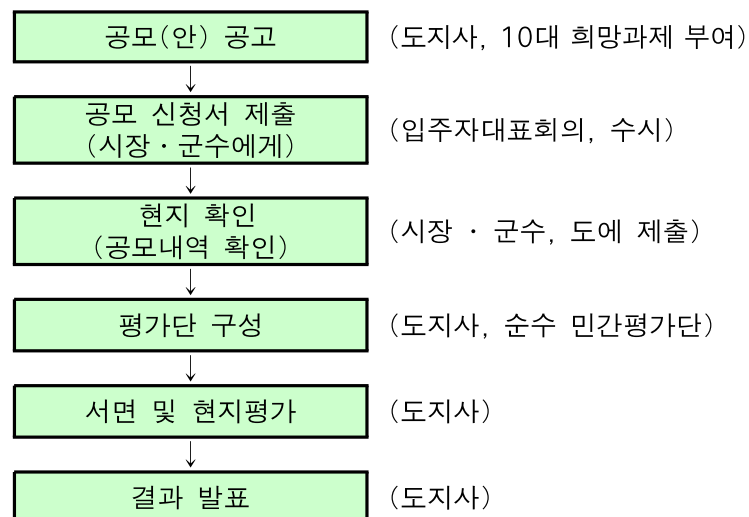 공모(안) 공고 (도지사, 10대 희망과제 부여)
공모 신청서 제출
(시장·군수에게) (입주자대표회의, 수시)
현지 확인
(공모내역 확인) (시장 · 군수, 도에 제출)
평가단 구성 (도지사, 순수 민간평가단)
서면 및 현지평가 (도지사)
결과 발표 (도지사)